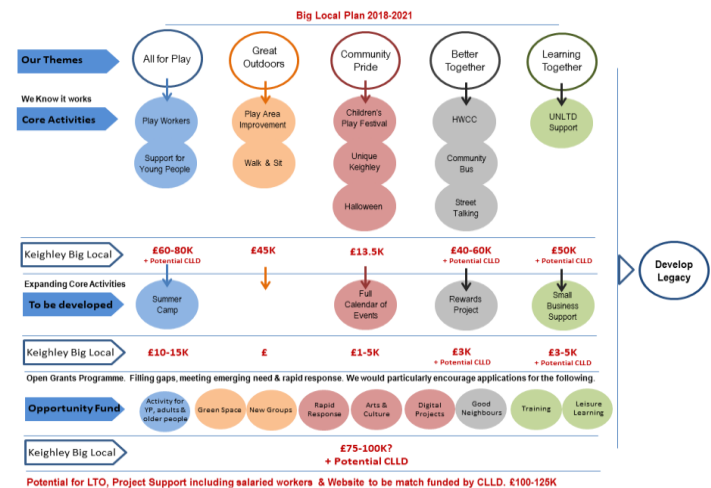 Big Local Plan 2018-2021
Our Themes
All for Play
Great
Outdoors
Community
Pride
Better
Together
Learning
Together
We Know it works
Core Activities
Play Workers
Support for
Young People
Play Area
Improvement
Walk & Sit
Children's
Play Festival
Unique
Keighley
Halloween
HWCC
Community
Bus
Street
Talking
UNLTD
Support
Keighley Big Local
£60-80K
+ Potential CLLD
£45K
£13.5K
£40-60K
+ Potential CLLD
£50K
+ Potential CLLD
Develop
Legacy
Expanding Core Activities
To be developed
Summer
Camp
Full
Calendar of
Events
Rewards
Project
Small
Business
Support
Keighley Big Local
£10-15K
£
£1-5K
£3K
+ Potential CLLD
£3-5K
+ Potential CLLD
Open Grants Programme. Filling gaps, meeting emerging need & rapid response. We would particularly encourage applications for the following.
Opportunity Fund
Activity for
YP, adults &
older people
Green Space
New Groups
Rapid
Response
Arts &
Culture
Digital
Projects
Good
Neighbours
Training
Leisure
Learning
Keighley Big Local
£75-100K?
+ Potential CLLD
Potential for LTO, Project Support including salaried workers & Website to be match funded by CLLD. £100-125K